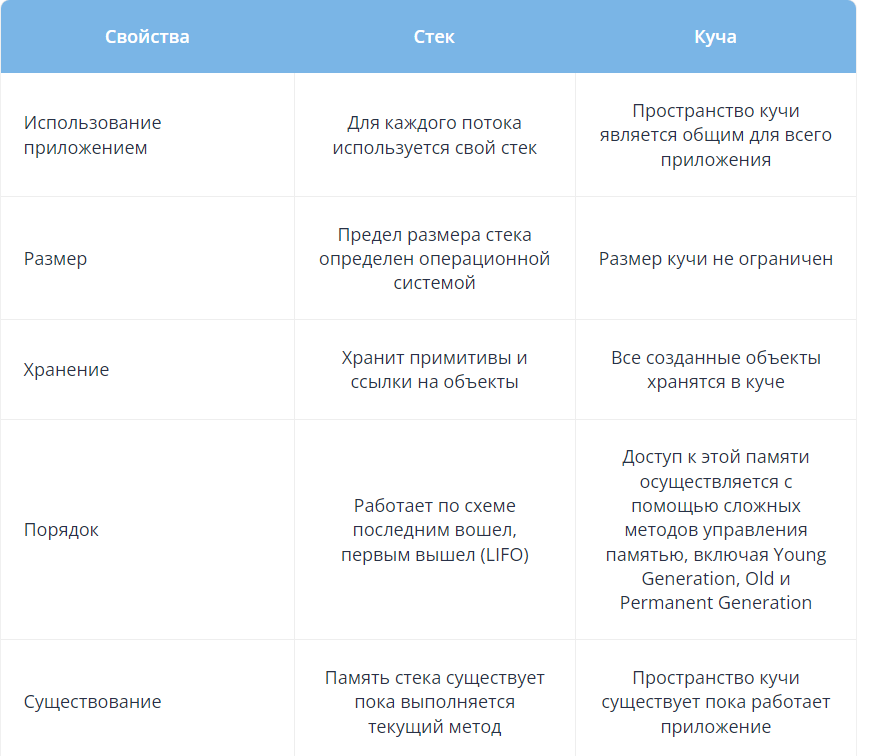 Свойства
Стек
Куча
Использование
приложением
Для каждого потока
используется свой стек
Пространство кучи
является общим для всего
приложения
Размер
Предел размера стека
определен операционной
системой
Размер кучи не ограничен
Хранение
Хранит примитивы и
ссылки на объекты
Все созданные объекты
хранятся в куче
Порядок
Работает по схеме
последним вошел,
первым вышел (LIFO)
Доступ к этой памяти
осуществляется с
помощью сложных
методов управления
памятью, включая Young
Generation, Old и
Permanent Generation
Существование
Память стека существует
пока выполняется
текущий метод
Пространство кучи
существует пока работает
приложение